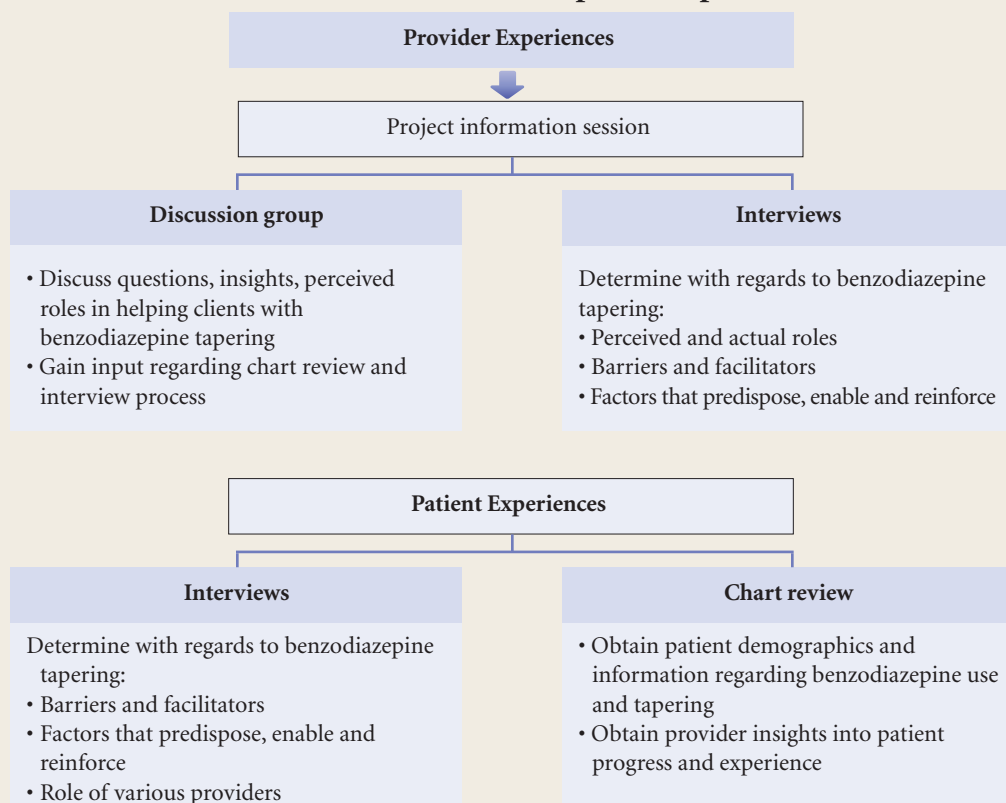 Provider Experiences
Project information session
Discussion group
• Discuss questions, insights, perceived
roles in helping clients with
benzodiazepine tapering
• Gain input regarding chart review and
interview process
Interviews
Determine with regards to benzodiazepine
tapering:
• Perceived and actual roles
• Barriers and facilitators
• Factors that predispose, enable and reinforce
Patient Experiences
Interviews
Determine with regards to benzodiazepine
tapering:
• Barriers and facilitators
• Factors that predispose, enable and
reinforce
• Role of various providers
Chart review
• Obtain patient demographics and
information regarding benzodiazepine use
and tapering
• Obtain provider insights into patient
progress and experience